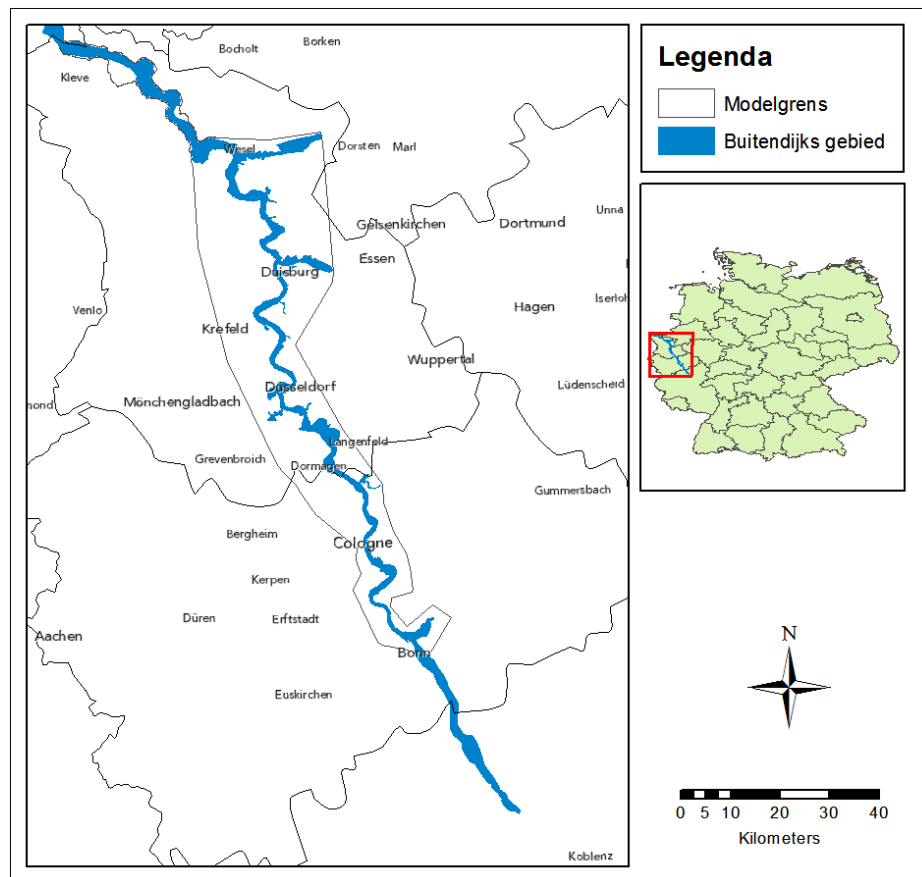 Borken
Bocholt
Kleve
Wesel
Dorsten
Marl
Unna
Gelsenkirchen
Dortmund
Essen
Duisburg
Iserloh
Hagen
Venlo
Krefeld
Wuppertal
Düsseldorf
Lüdenscheid
Mönchengladbach
mond
Langenfeld
Grevenbroich
Dormagen
Gummersbach
Bergheim
Cologne
Kerpen
Düren
Erftstadt
Aachen
Bonn
Euskirchen
Koblenz
Legenda
Modelgrens
Buitendijks gebied
N
0 5 10 20 30 40
Kilometers